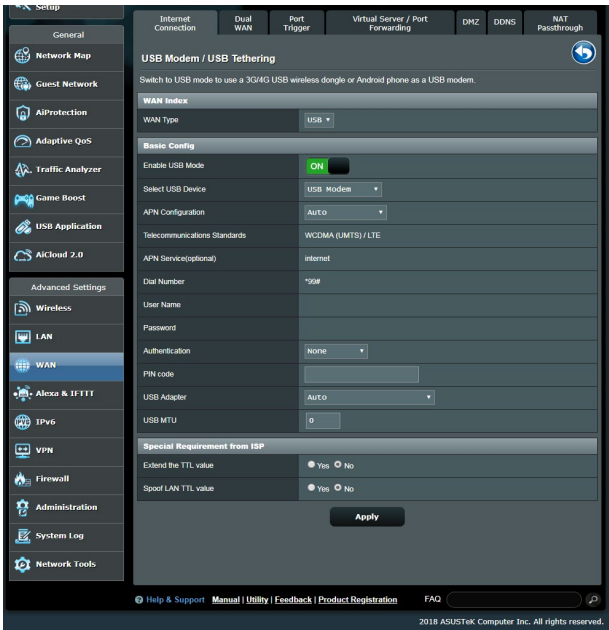 Setup
General
Network Map
Guest Network
AiProtection
Adaptive QoS
Traffic Analyzer
Game Boost
USB Application
AiCloud 2.0
Advanced Settings
Wireless
LAN
WAN
Alexa & IFTTT
IPv6
VPN
Firewall
Administration
System Log
Network Tools
Internet Connection
Dual WAN
Port Trigger
Virtual Server / Port Forwarding
DMZ
DDNS
NAT Passthrough
USB Modem / USB Tethering
Switch to USB mode to use a 3G/4G USB wireless dongle or Android phone as a USB modem.
WAN Index
WAN Type USB
Basic Config
Enable USB Mode ON
Select USB Device USB Modem
APN Configuration Auto
Telecommunications Standards WCDMA (UMTS) / LTE
APN Service(optional) internet
Dial Number *99#
User Name
Password
Authentication None
PIN code
USB Adapter Auto
USB MTU 0
Special Requirement from ISP
Extend the TTL value Yes No
Spoof LAN TTL value Yes No
Apply
Help & Support Manual | Utility | Feedback | Product Registration FAQ
2018 ASUSTeK Computer Inc. All rights reserved.